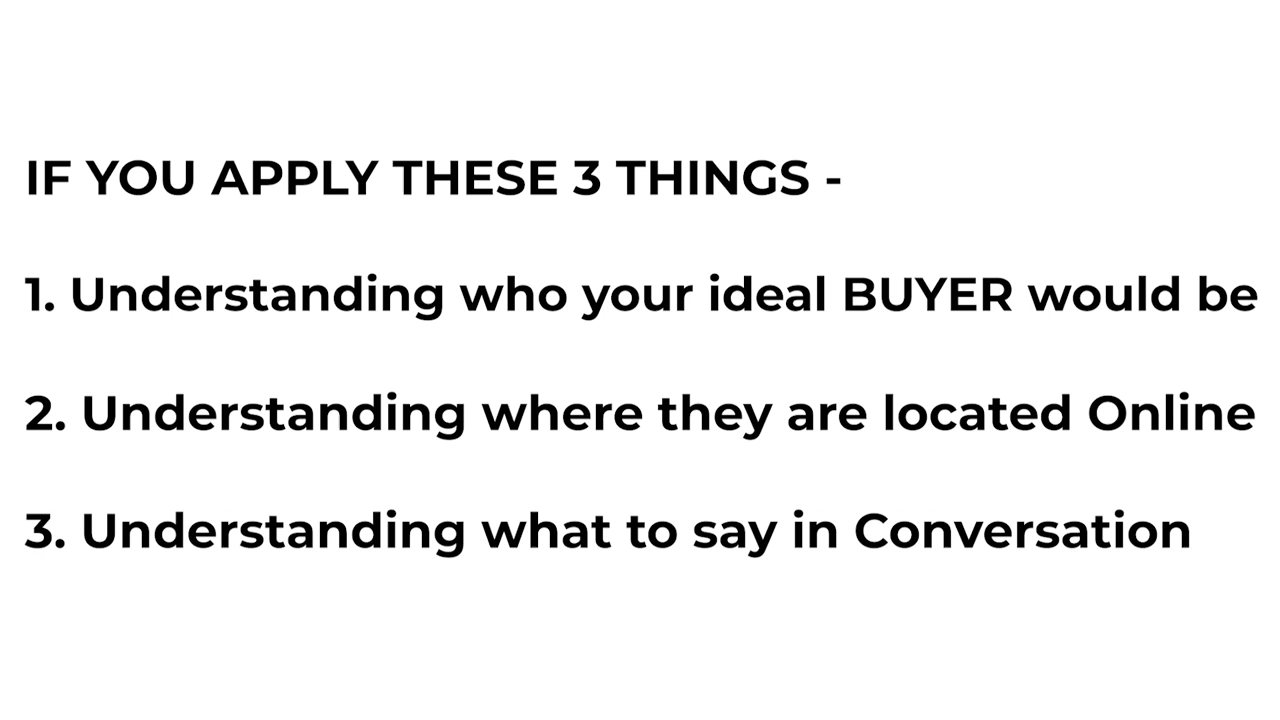 IF YOU APPLY THESE 3 THINGS -
1. Understanding who your ideal BUYER would be
2. Understanding where they are located Online
3. Understanding what to say in Conversation